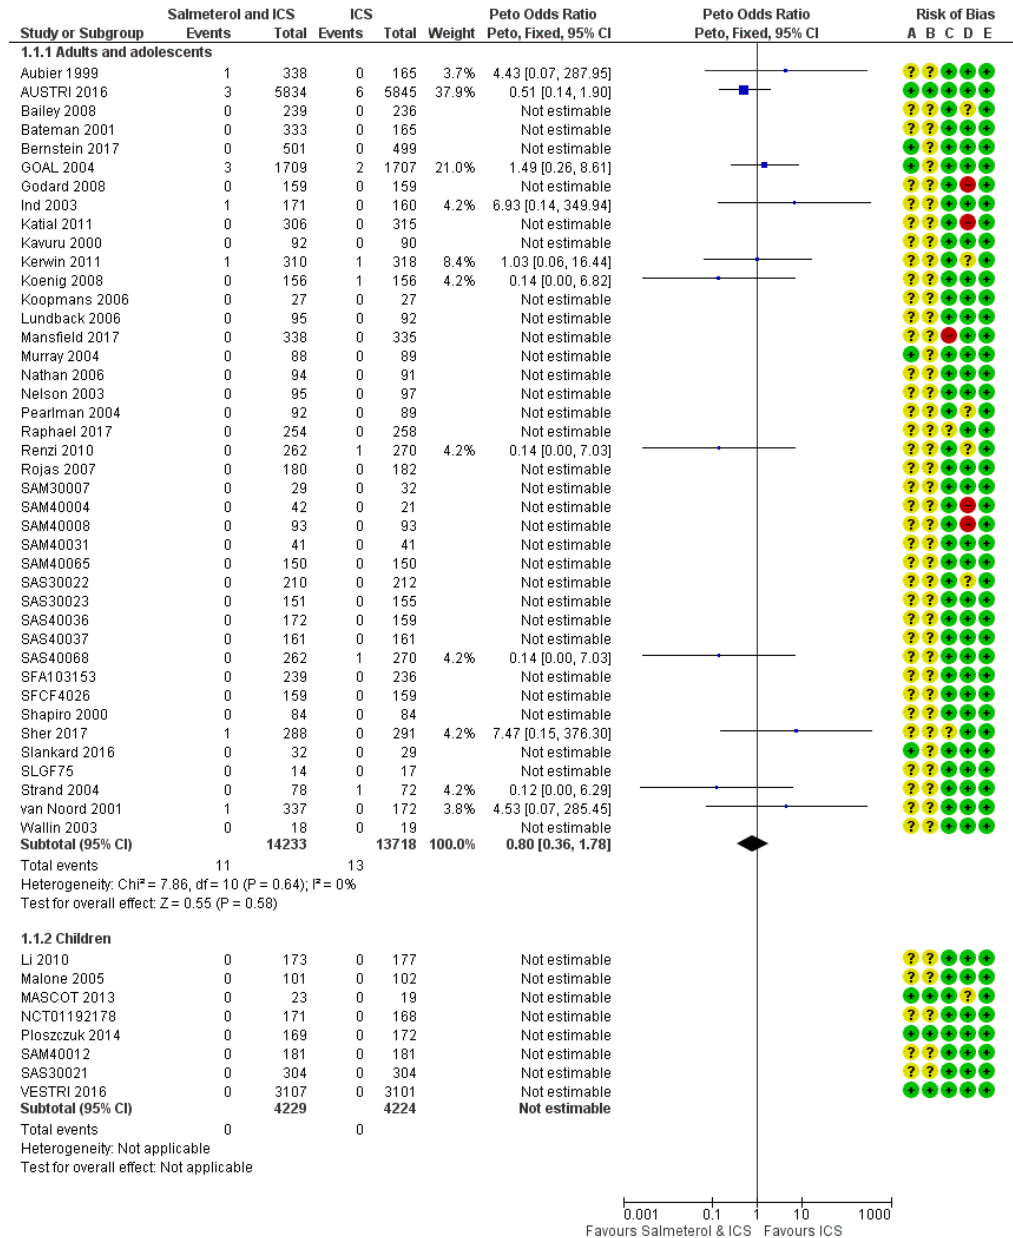 Salmeterol and ICS ICS Peto Odds Ratio Peto Odds Ratio Risk of Bias
Study or Subgroup Events Total Events Total Weight Peto, Fixed, 95% CI Peto, Fixed, 95% CI A B C D E
1.1.1 Adults and adolescents
Aubier 1999 1 338 0 165 3.7% 4.43 [0.07, 287.95] ? ? + + +
AUSTRI 2016 3 5834 6 5845 37.9% 0.51 [0.14, 1.90] + + + + +
Bailey 2008 0 239 0 236 Not estimable ? ? + ? +
Bateman 2001 0 333 0 165 Not estimable ? ? + + +
Bernstein 2017 0 501 0 499 Not estimable + ? + + +
GOAL 2004 3 1709 2 1707 21.0% 1.49 [0.26, 8.61] + ? + + +
Godard 2008 0 159 0 159 Not estimable ? ? + - +
Ind 2003 1 171 0 160 4.2% 6.93 [0.14, 349.94] ? ? + + +
Katial 2011 0 306 0 315 Not estimable ? ? + - +
Kavuru 2000 0 92 0 90 Not estimable ? ? + + +
Kerwin 2011 1 310 1 318 8.4% 1.03 [0.06, 16.44] ? ? + ? +
Koenig 2008 0 156 1 156 4.2% 0.14 [0.00, 6.82] ? ? + + +
Koopmans 2006 0 27 0 27 Not estimable ? ? + + +
Lundback 2006 0 95 0 92 Not estimable ? ? + + +
Mansfield 2017 0 338 0 335 Not estimable ? ? - + +
Murray 2004 0 88 0 89 Not estimable + ? + + +
Nathan 2006 0 94 0 91 Not estimable ? ? + + +
Nelson 2003 0 95 0 97 Not estimable ? ? + + +
Pearlman 2004 0 92 0 89 Not estimable ? ? + ? +
Raphael 2017 0 254 0 258 Not estimable ? ? ? + +
Renzi 2010 0 262 1 270 4.2% 0.14 [0.00, 7.03] ? ? + ? +
Rojas 2007 0 180 0 182 Not estimable ? ? + + +
SAM30007 0 29 0 32 Not estimable ? ? + + +
SAM40004 0 42 0 21 Not estimable ? ? + - +
SAM40008 0 93 0 93 Not estimable ? ? + - +
SAM40031 0 41 0 41 Not estimable ? ? + + +
SAM40065 0 150 0 150 Not estimable ? ? + + +
SAS30022 0 210 0 212 Not estimable ? ? + ? +
SAS30023 0 151 0 155 Not estimable ? ? + + +
SAS40036 0 172 0 159 Not estimable ? ? + + +
SAS40037 0 161 0 161 Not estimable ? ? + + +
SAS40068 0 262 1 270 4.2% 0.14 [0.00, 7.03] ? ? + + +
SFA103153 0 239 0 236 Not estimable ? ? + + +
SFCF4026 0 159 0 159 Not estimable ? ? + + +
Shapiro 2000 0 84 0 84 Not estimable ? ? + + +
Sher 2017 1 288 0 291 4.2% 7.47 [0.15, 376.30] ? ? ? + +
Slankard 2016 0 32 0 29 Not estimable + ? + + +
SLGF75 0 14 0 17 Not estimable ? ? + + +
Strand 2004 0 78 1 72 4.2% 0.12 [0.00, 6.29] ? ? + + +
van Noord 2001 1 337 0 172 3.8% 4.53 [0.07, 285.45] ? ? + + +
Wallin 2003 0 18 0 19 Not estimable ? ? + + +
Subtotal (95% CI) 14233 13718 100.0% 0.80 [0.36, 1.78]
Total events 11 13
Heterogeneity: Chi² = 7.86, df = 10 (P = 0.64); I² = 0%
Test for overall effect: Z = 0.55 (P = 0.58)
1.1.2 Children
Li 2010 0 173 0 177 Not estimable ? ? + + +
Malone 2005 0 101 0 102 Not estimable ? ? + + +
MASCOT 2013 0 23 0 19 Not estimable + + + ? +
NCT01192178 0 171 0 168 Not estimable ? ? + + +
Ploszczuk 2014 0 169 0 172 Not estimable + + + + +
SAM40012 0 181 0 181 Not estimable ? ? + + +
SAS30021 0 304 0 304 Not estimable ? ? + + +
VESTRI 2016 0 3107 0 3101 Not estimable + + + + +
Subtotal (95% CI) 4229 4224 Not estimable
Total events 0 0
Heterogeneity: Not applicable
Test for overall effect: Not applicable
0.001 0.1 1 10 1000
Favours Salmeterol & ICS Favours ICS